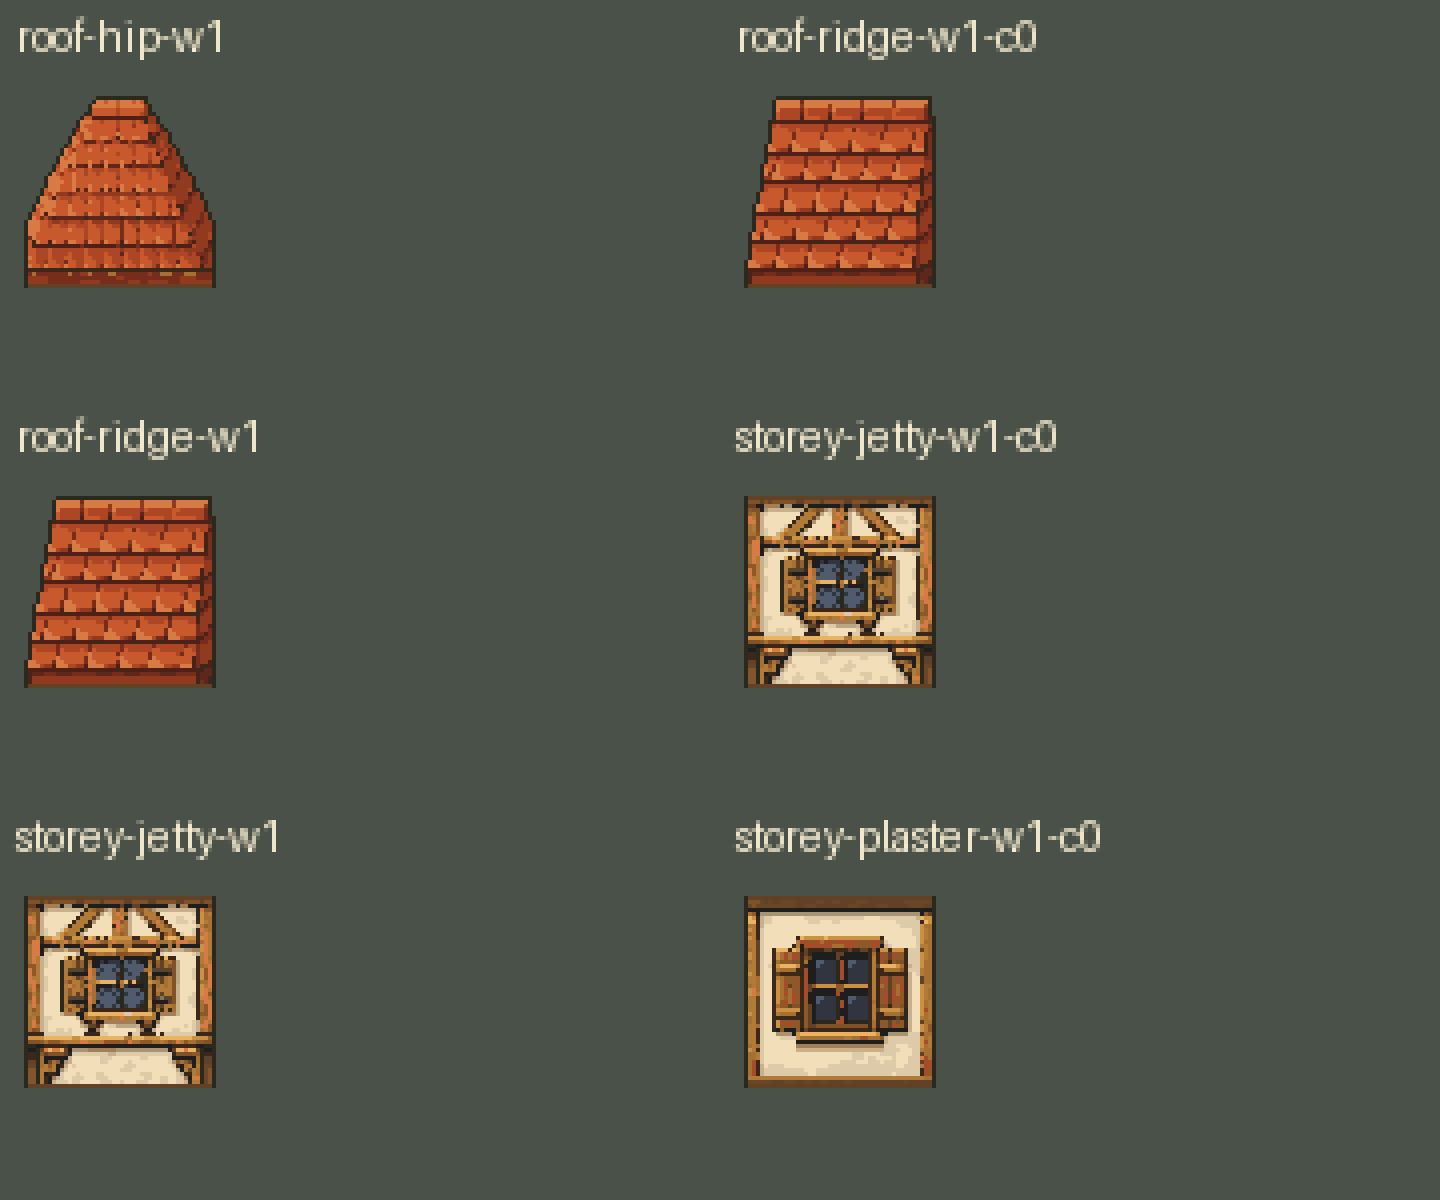 roof-hip-w1
roof-ridge-w1-c0
roof-ridge-w1
storey-jetty-w1-c0
storey-jetty-w1
storey-plaster-w1-c0